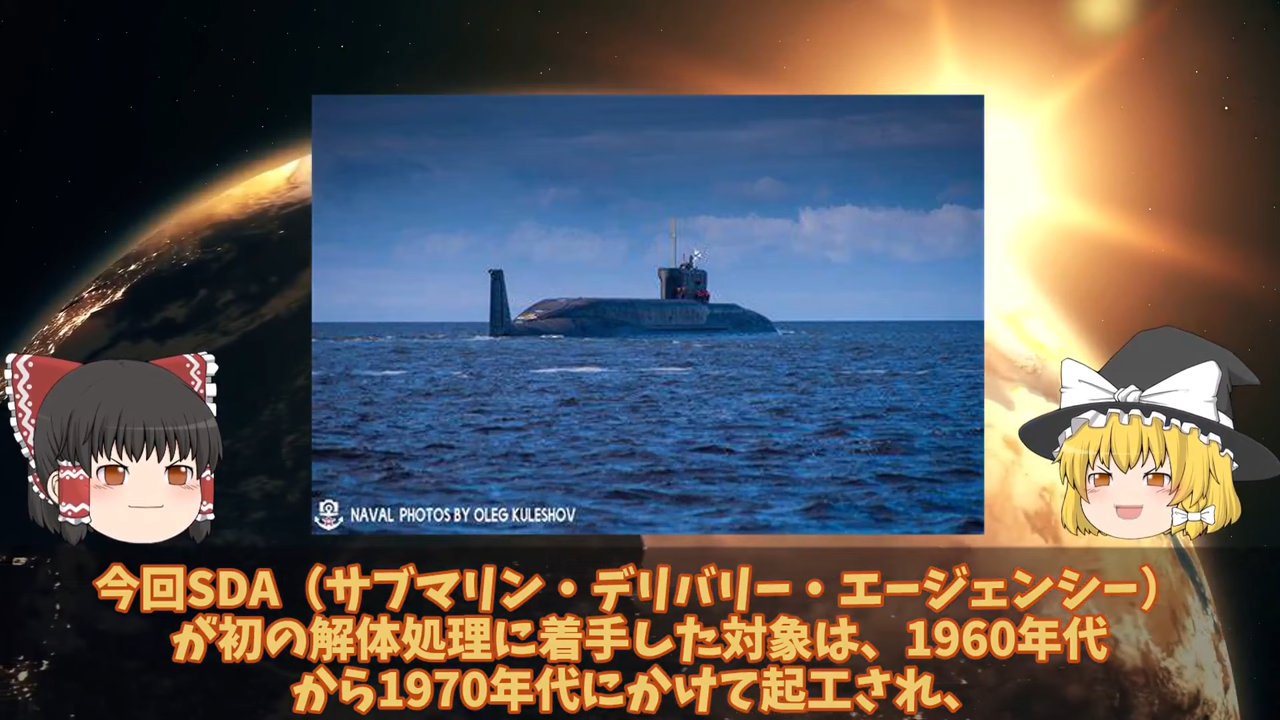 NAVAL PHOTOS BY OLEG KULESHOV
今回SDA（サブマリン・デリバリー・エージェンシー）
が初の解体処理に着手した対象は、1960年代
から1970年代にかけて起工され、